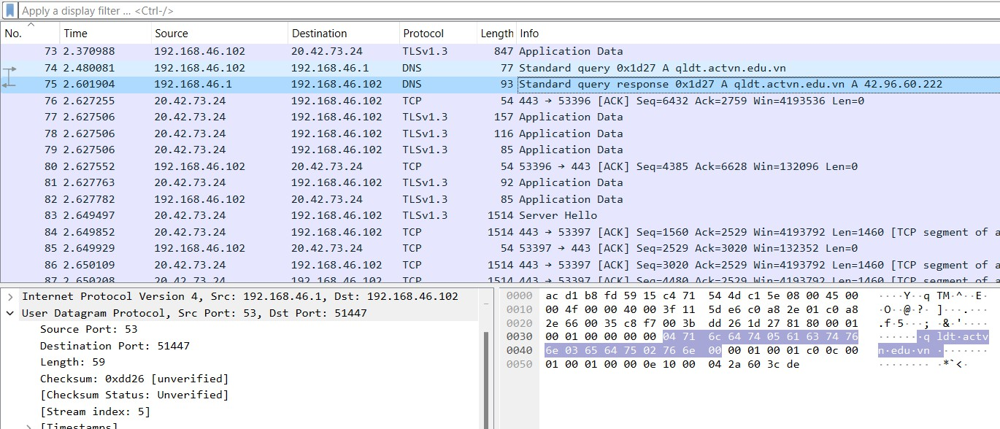 Apply a display filter ... <Ctrl-/>
No. Time Source Destination Protocol Length Info
73 2.370988 192.168.46.102 20.42.73.24 TLSv1.3 847 Application Data
74 2.480081 192.168.46.102 192.168.46.1 DNS 77 Standard query 0x1d27 A qldt.actvn.edu.vn
75 2.601904 192.168.46.1 192.168.46.102 DNS 93 Standard query response 0x1d27 A qldt.actvn.edu.vn A 42.96.60.222
76 2.627255 20.42.73.24 192.168.46.102 TCP 54 443 → 53396 [ACK] Seq=6432 Ack=2759 Win=4193536 Len=0
77 2.627506 20.42.73.24 192.168.46.102 TLSv1.3 157 Application Data
78 2.627506 20.42.73.24 192.168.46.102 TLSv1.3 116 Application Data
79 2.627506 20.42.73.24 192.168.46.102 TLSv1.3 85 Application Data
80 2.627552 192.168.46.102 20.42.73.24 TCP 54 53396 → 443 [ACK] Seq=4385 Ack=6628 Win=132096 Len=0
81 2.627763 20.42.73.24 192.168.46.102 TLSv1.3 92 Application Data
82 2.627782 192.168.46.102 20.42.73.24 TLSv1.3 85 Application Data
83 2.649497 20.42.73.24 192.168.46.102 TLSv1.3 1514 Server Hello
84 2.649852 20.42.73.24 192.168.46.102 TCP 1514 443 → 53397 [ACK] Seq=1560 Ack=2529 Win=4193792 Len=1460 [TCP segment of a
85 2.649929 192.168.46.102 20.42.73.24 TCP 54 53397 → 443 [ACK] Seq=2529 Ack=3020 Win=132352 Len=0
86 2.650109 20.42.73.24 192.168.46.102 TCP 1514 443 → 53397 [ACK] Seq=3020 Ack=2529 Win=4193792 Len=1460 [TCP segment of a
87 2.650208 20.42.73.24 192.168.46.102 TCP 1514 443 → 53397 [ACK] Seq=4480 Ack=2529 Win=4193792 Len=1460 [TCP segment of a
Internet Protocol Version 4, Src: 192.168.46.1, Dst: 192.168.46.102
User Datagram Protocol, Src Port: 53, Dst Port: 51447
Source Port: 53
Destination Port: 51447
Length: 59
Checksum: 0xdd26 [unverified]
[Checksum Status: Unverified]
[Stream index: 5]
[Timestamps]
0000 ac d1 b8 fd 59 15 c4 71 54 4d c1 5e 08 00 45 00 ····Y··q TM·^··E·
0010 00 4f 00 00 40 00 3f 11 5d e6 c0 a8 2e 01 c0 a8 ·O··@·?· ]···.···
0020 2e 66 00 35 c8 f7 00 3b dd 26 1d 27 81 80 00 01 .f·5···; ·&·'····
0030 00 01 00 00 00 00 04 71 6c 64 74 05 61 63 74 76 ·······q ldt·actv
0040 6e 03 65 64 75 02 76 6e 00 00 01 00 01 c0 0c 00 n·edu·vn ········
0050 01 00 01 00 00 0e 10 00 04 2a 60 3c de ········ ·*`<·